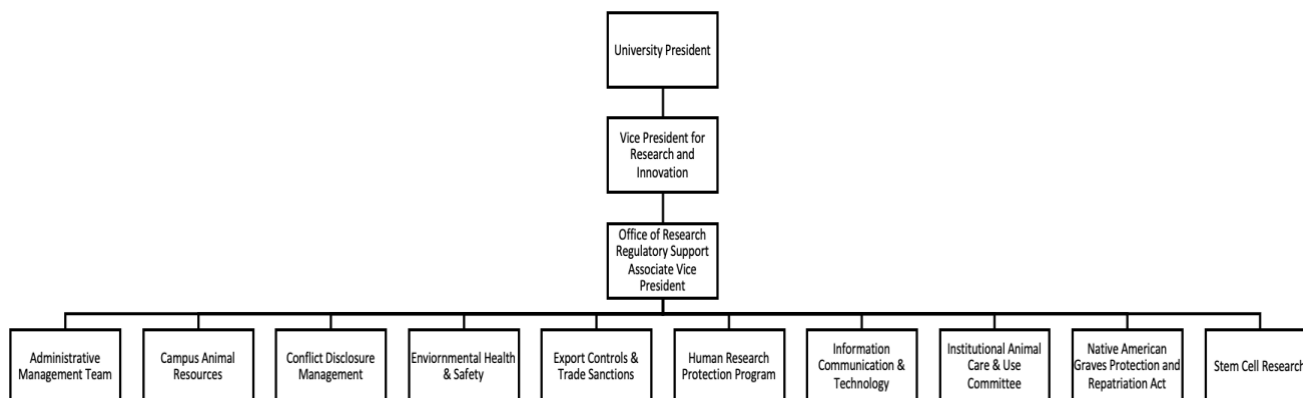 University President
Vice President for
Research and
Innovation
Office of Research
Regulatory Support
Associate Vice
President
Administrative
Management Team
Campus Animal
Resources
Conflict Disclosure
Management
Enviornmental Health
& Safety
Export Controls &
Trade Sanctions
Human Research
Protection Program
Information
Communication &
Technology
Institutional Animal
Care & Use
Committee
Native American
Graves Protection and
Repatriation Act
Stem Cell Research